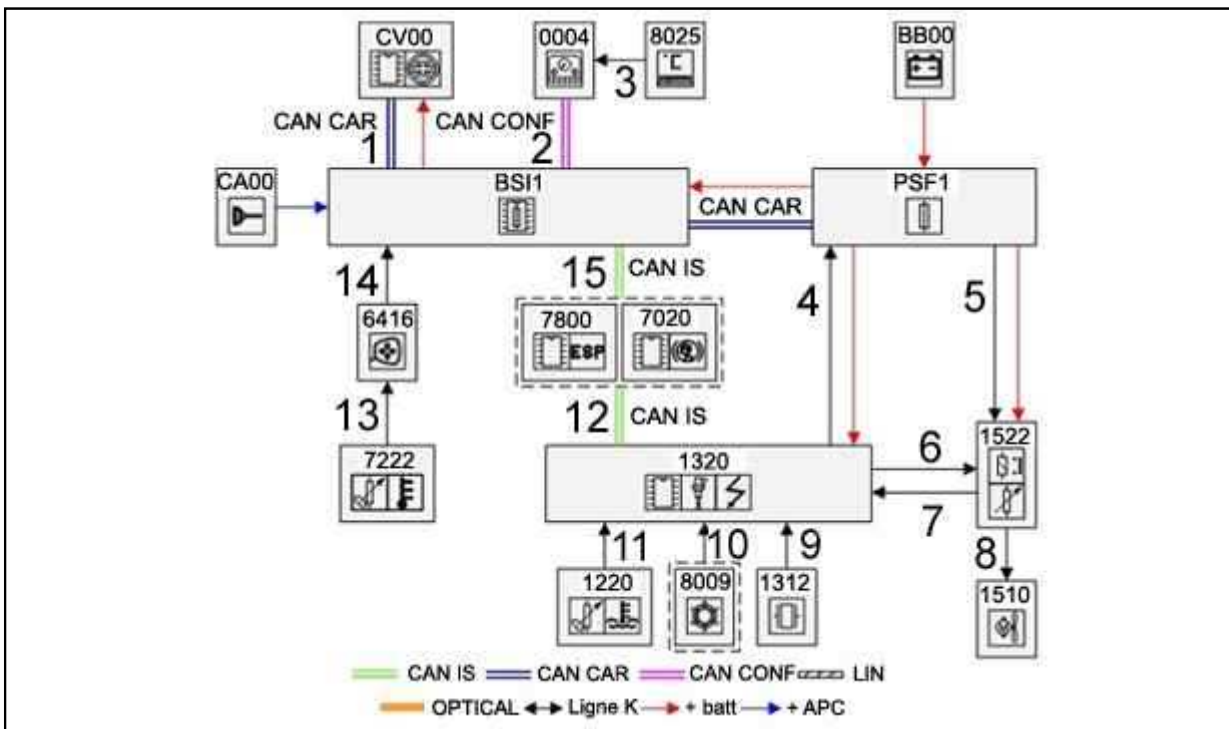 CV00
0004
8025
BB00
°C
3
CAN CAR
1
CAN CONF
2
CA00
BSI1
PSF1
CAN CAR
15
CAN IS
14
4
5
6416
7800
7020
ESP
13
12
CAN IS
1522
7222
1320
6
7
11
10
9
8
1220
8009
1312
1510
CAN IS
CAN CAR
CAN CONF
LIN
OPTICAL
Ligne K
+ batt
+ APC